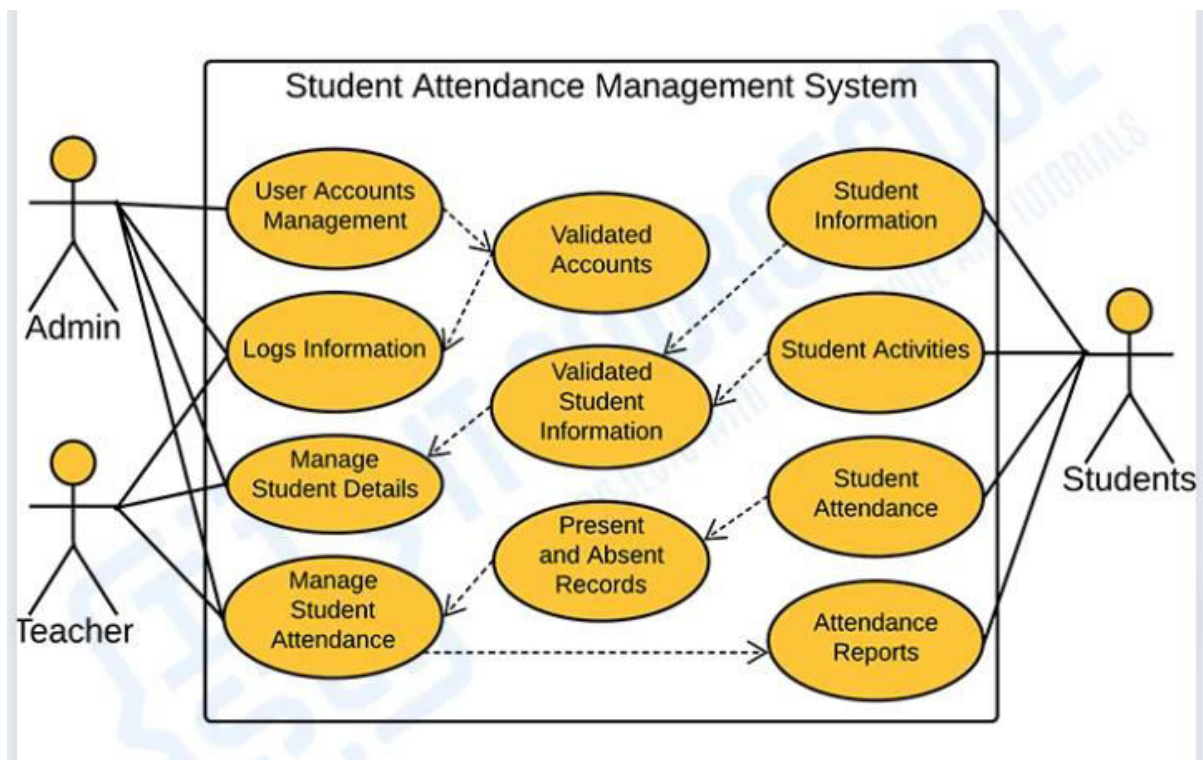 Student Attendance Management System
User Accounts
Management
Validated
Accounts
Student
Information
Admin
Logs Information
Validated
Student
Information
Student Activities
Students
Manage
Student Details
Present
and Absent
Records
Student
Attendance
Teacher
Manage
Student
Attendance
Attendance
Reports